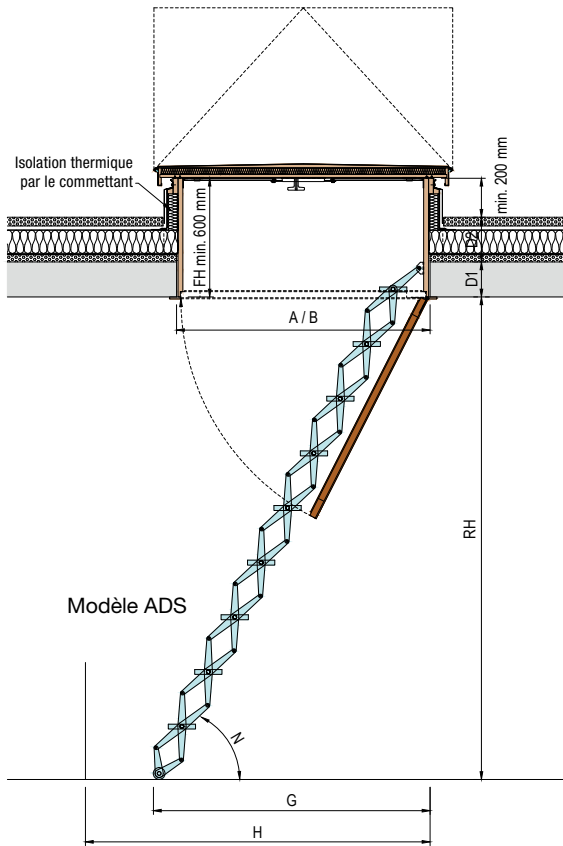 Isolation thermique
par le commettant
min. 200 mm
FH min. 600 mm
D2
D1
A / B
RH
Modèle ADS
N
G
H